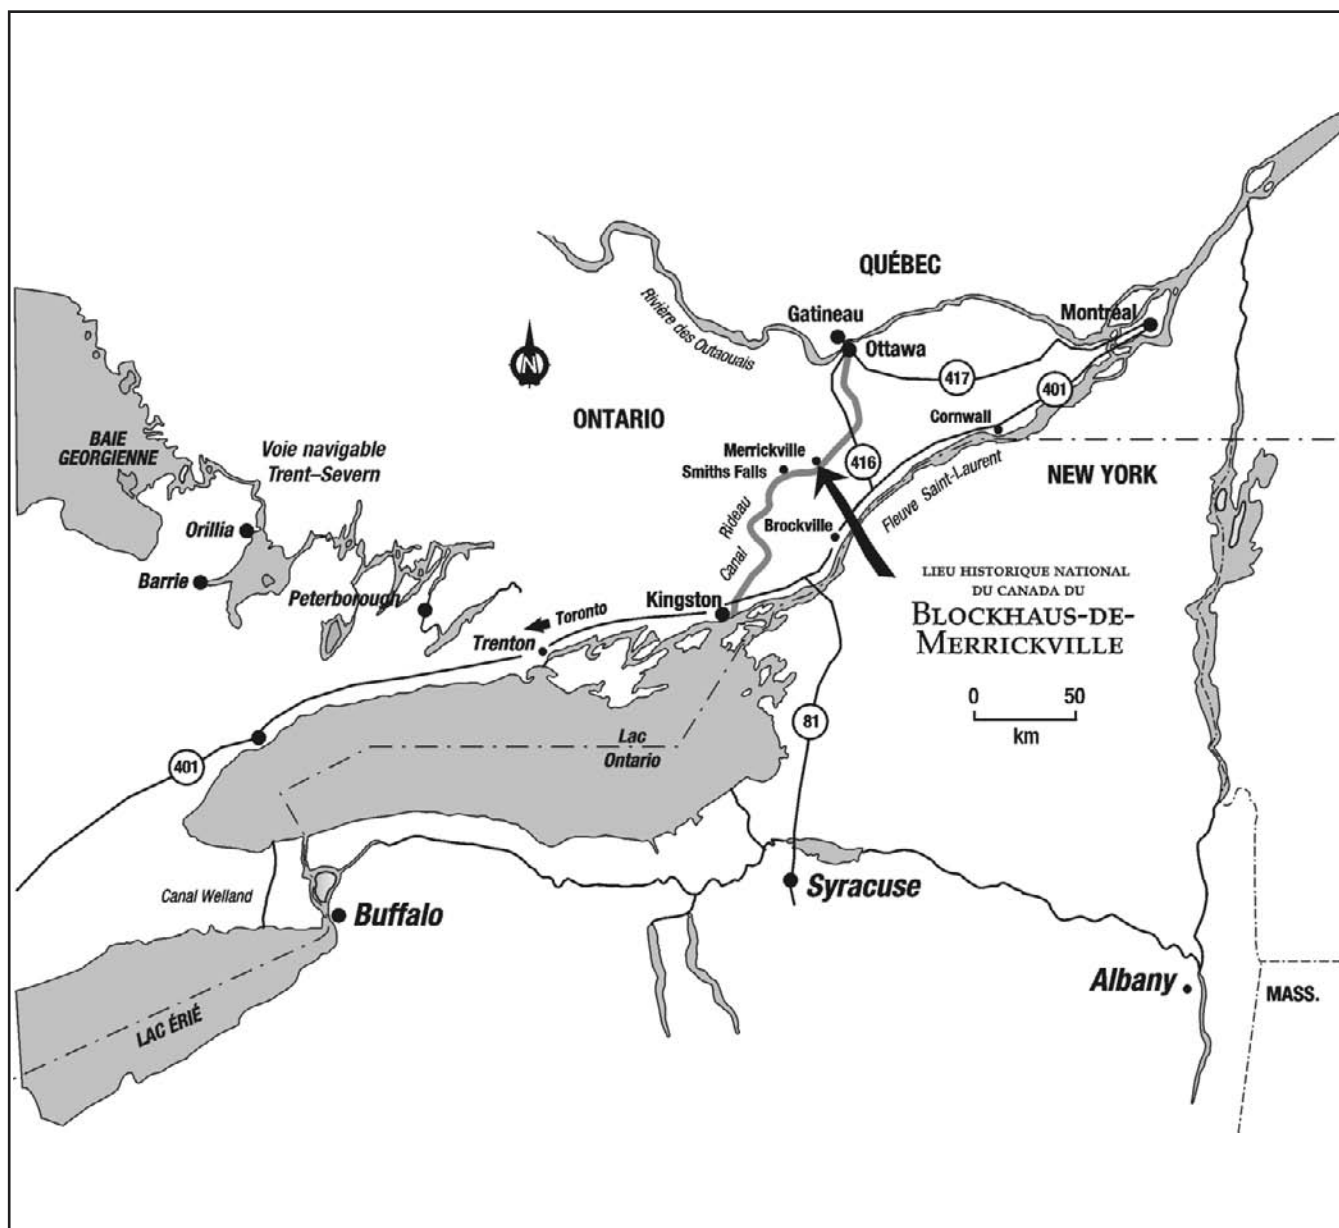 QUÉBEC
Rivière des Outaouais
Gatineau
Montréal
Ottawa
N
417
401
ONTARIO
Cornwall
BAIE
GEORGIENNE
Voie navigable
Trent–Severn
Merrickville
Smiths Falls
416
NEW YORK
Fleuve Saint-Laurent
Orillia
Canal Rideau
Brockville
Barrie
Peterborough
Kingston
Toronto
Trenton
LIEU HISTORIQUE NATIONAL
DU CANADA DU
BLOCKHAUS-DE-
MERRICKVILLE
0 50
km
81
Lac
Ontario
401
Canal Welland
Syracuse
Buffalo
Albany
MASS.
LAC ÉRIÉ